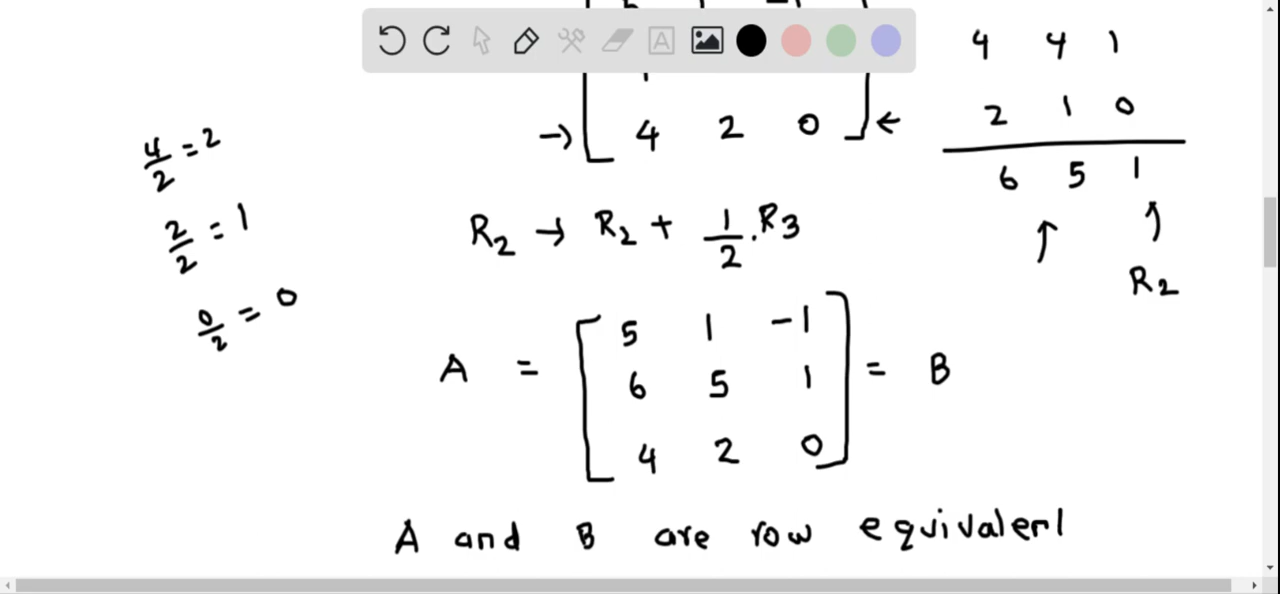 4 4 1
2 1 0
6 5 1
R2
4/2 = 2
2/2 = 1
0/2 = 0
→ [ 4 2 0 ] ←
R2 → R2 + 1/2 . R3
A = [ 5 1 -1
6 5 1
4 2 0 ] = B
A and B are row equivalent
A